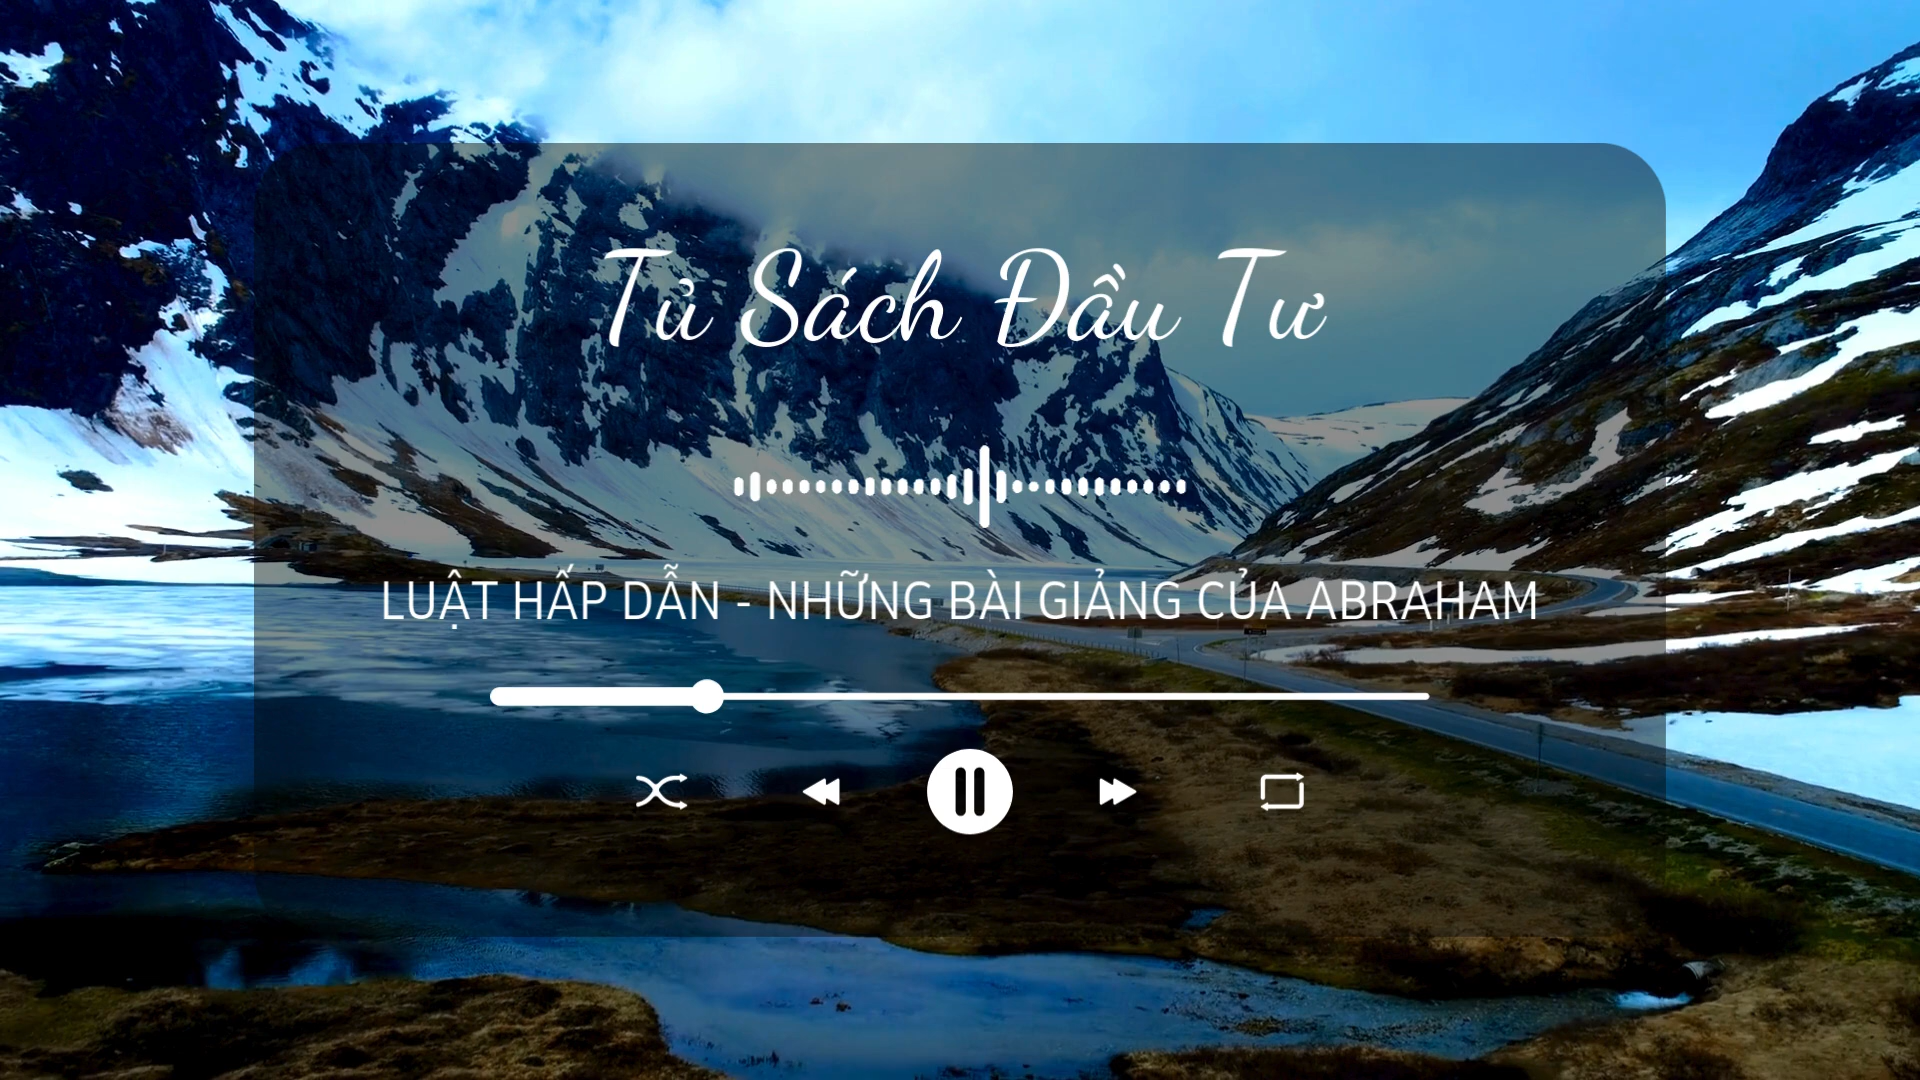 Tủ Sách Đầu Tư
LUẬT HẤP DẪN - NHỮNG BÀI GIẢNG CỦA ABRAHAM